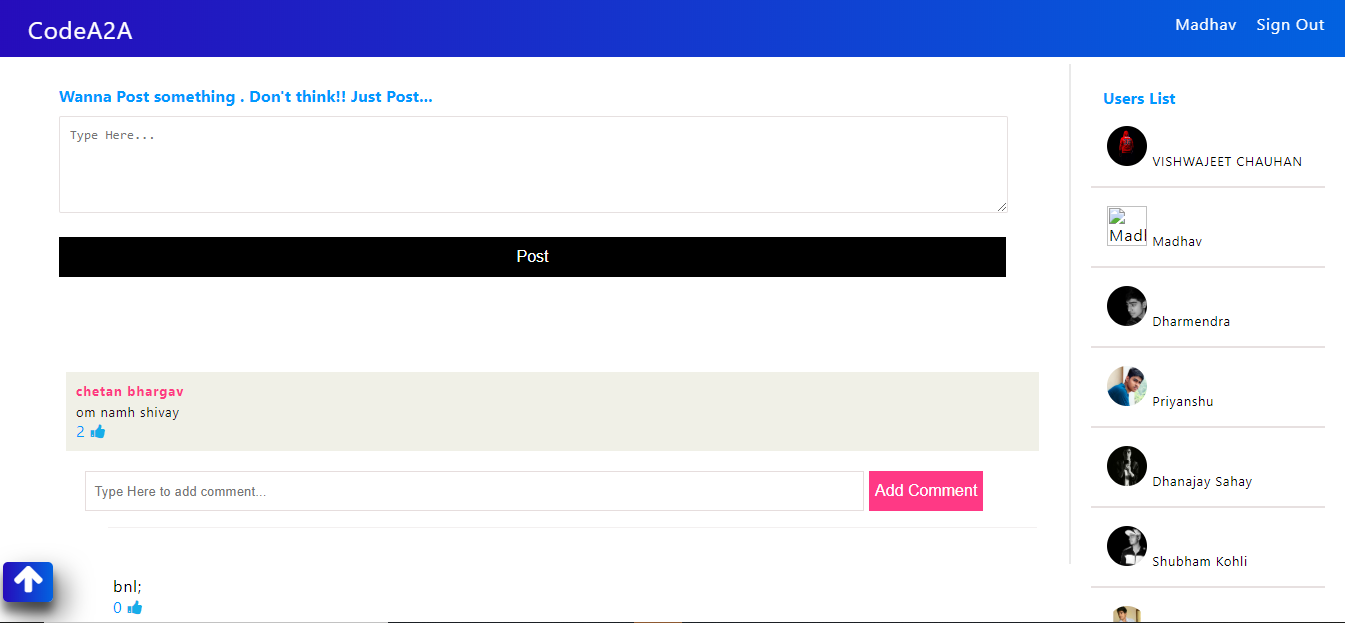 CodeA2A
Madhav Sign Out
Wanna Post something . Don't think!! Just Post...
Type Here...
Post
chetan bhargav
om namh shivay
2
Type Here to add comment...
Add Comment
bnl;
0
Users List
VISHWAJEET CHAUHAN
Madl
Madhav
Dharmendra
Priyanshu
Dhanajay Sahay
Shubham Kohli